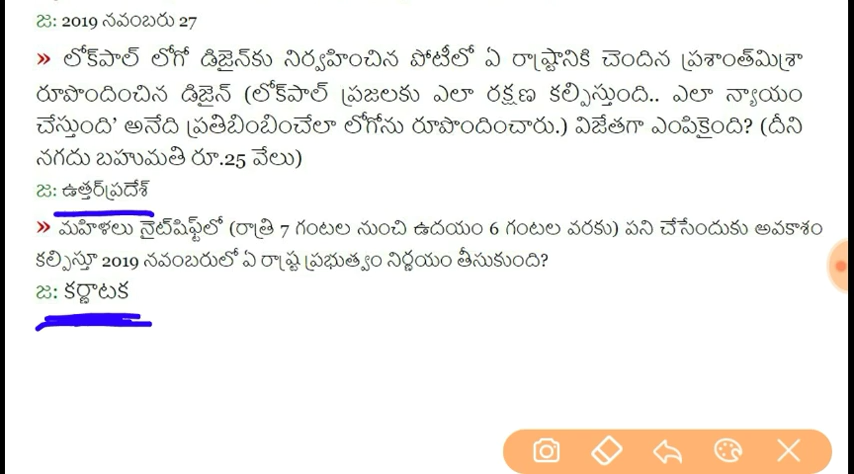 జ: 2019 నవంబరు 27
» లోక్‌పాల్ లోగో డిజైన్‌కు నిర్వహించిన పోటీలో ఏ రాష్ట్రానికి చెందిన ప్రశాంత్‌మిశ్రా
రూపొందించిన డిజైన్ (లోక్‌పాల్ ప్రజలకు ఎలా రక్షణ కల్పిస్తుంది.. ఎలా న్యాయం
చేస్తుంది' అనేది ప్రతిబింబించేలా లోగోను రూపొందించారు.) విజేతగా ఎంపికైంది? (దీని
నగదు బహుమతి రూ.25 వేలు)
జ: ఉత్తర్‌ప్రదేశ్
» మహిళలు నైట్‌షిఫ్ట్‌లో (రాత్రి 7 గంటల నుంచి ఉదయం 6 గంటల వరకు) పని చేసేందుకు అవకాశం
కల్పిస్తూ 2019 నవంబరులో ఏ రాష్ట్ర ప్రభుత్వం నిర్ణయం తీసుకుంది?
జ: కర్ణాటక